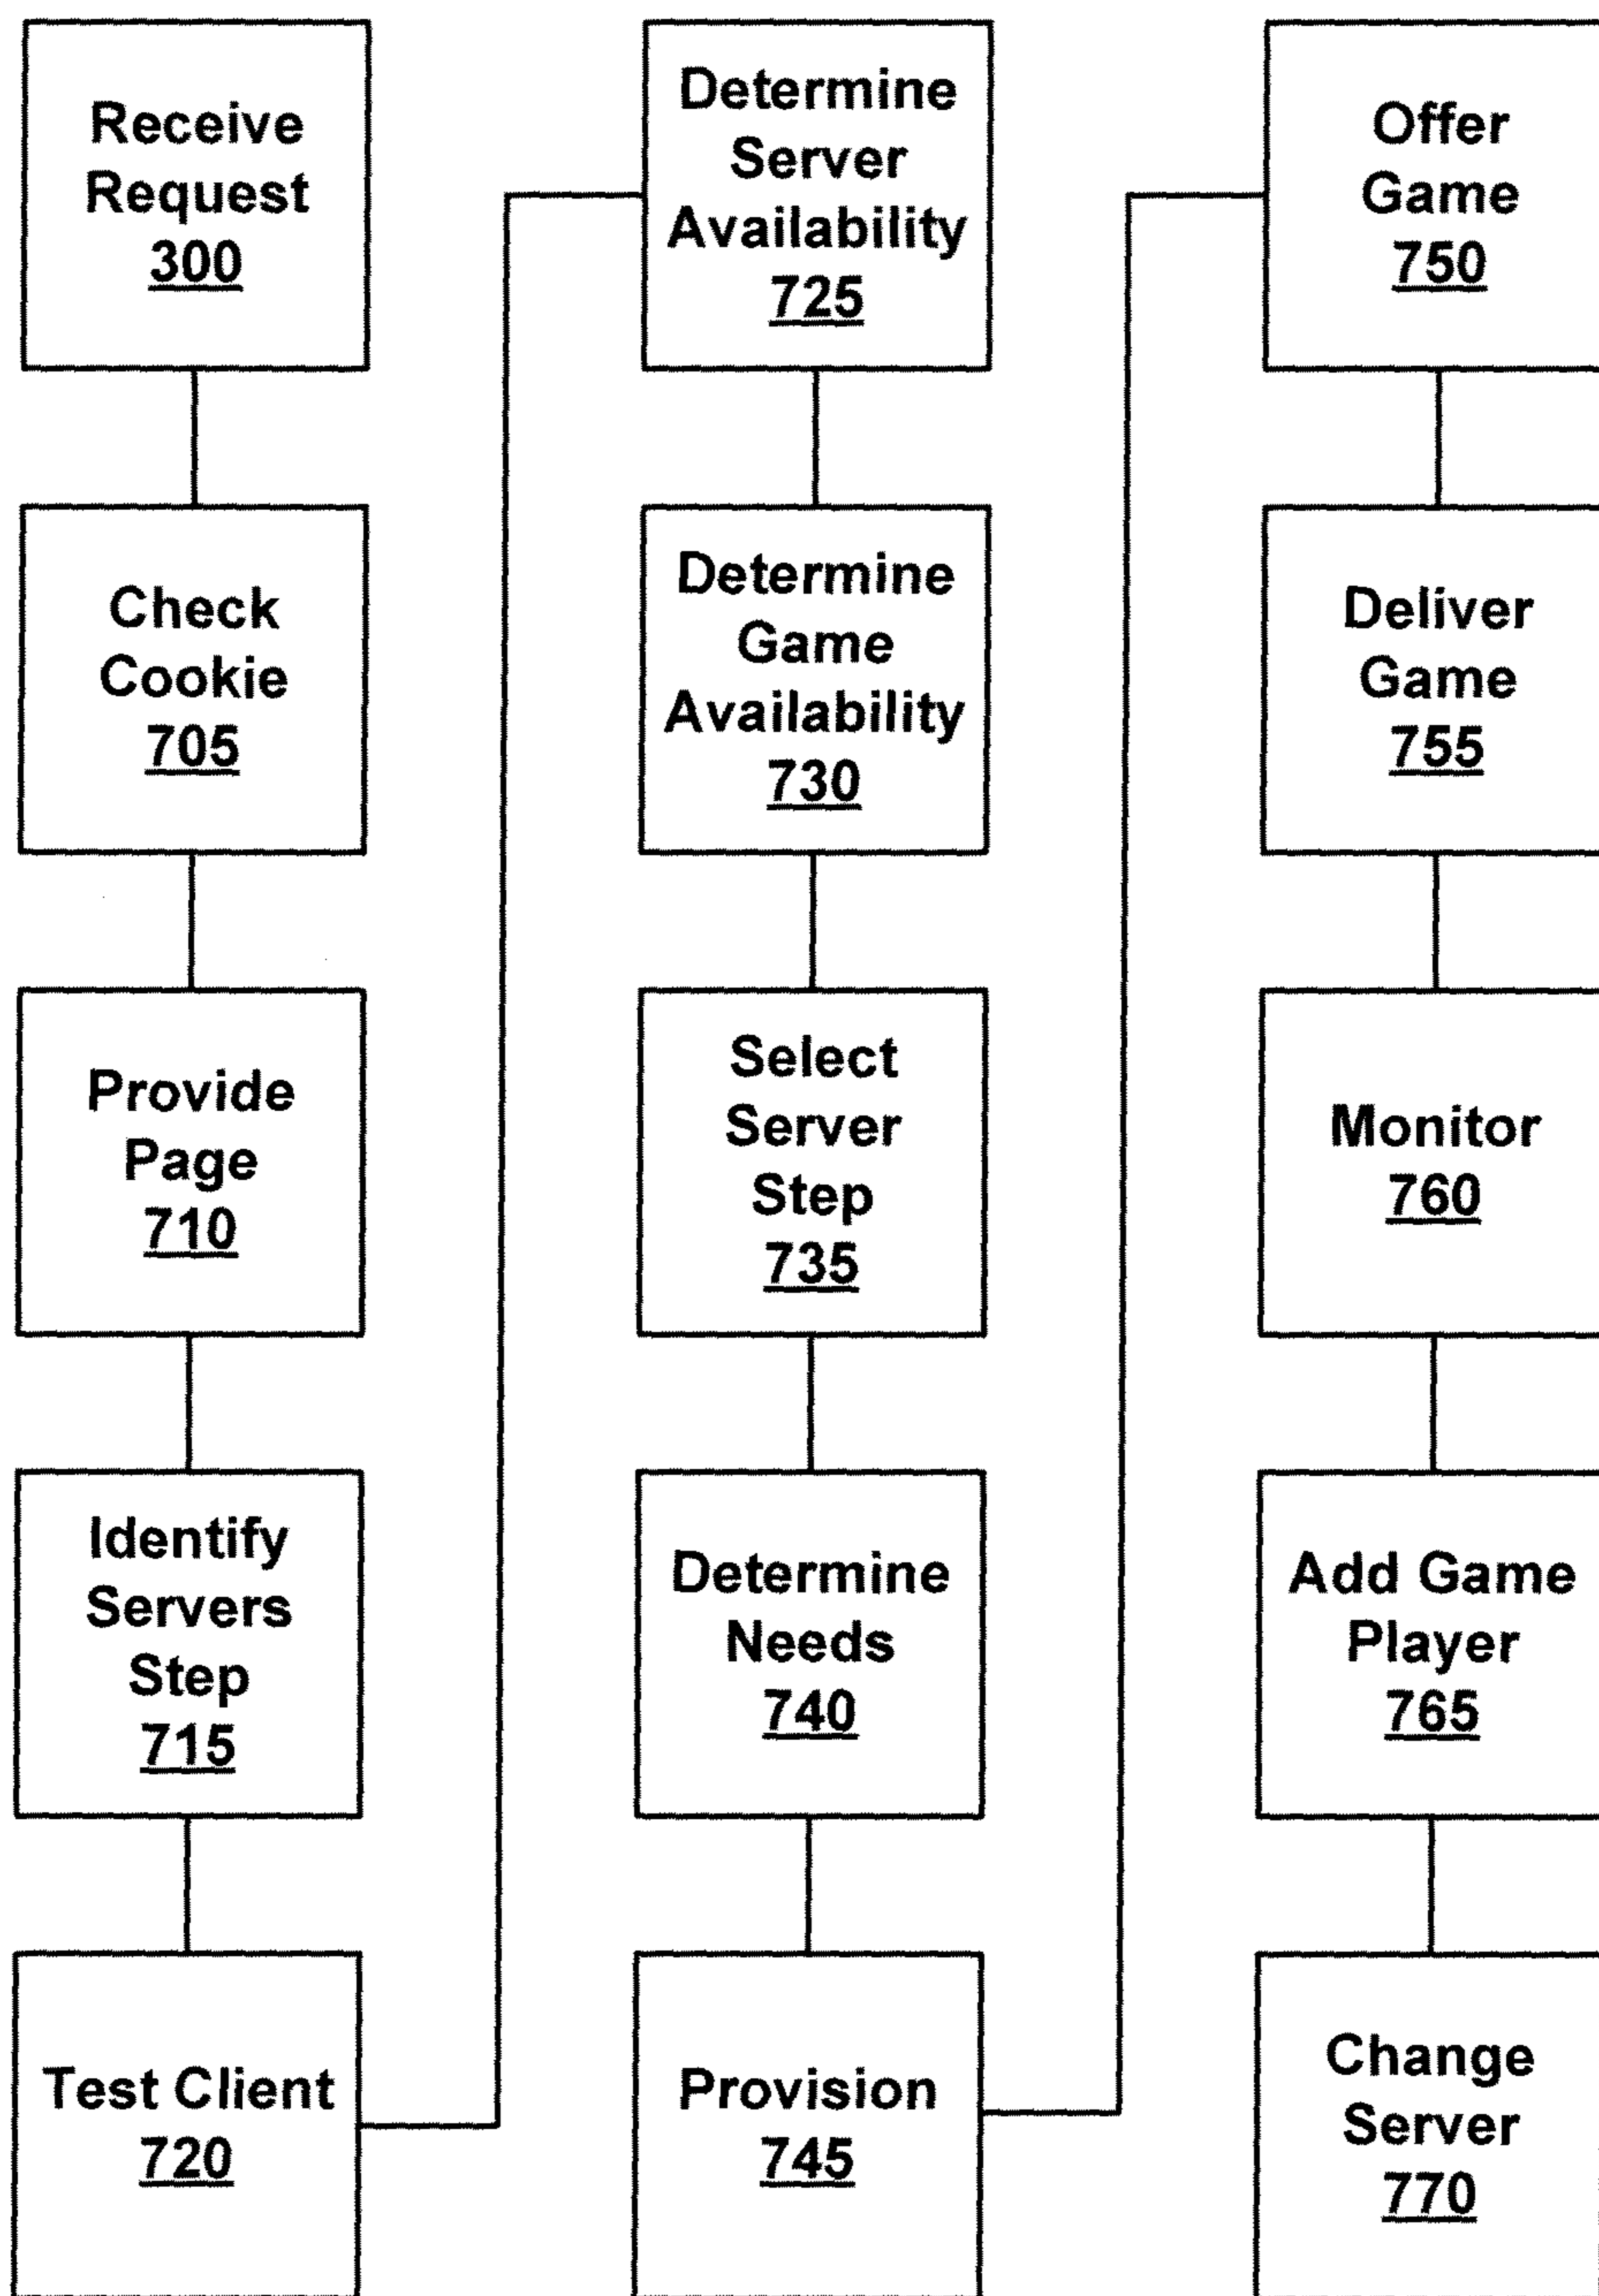 Receive
Request
300
Check
Cookie
705
Provide
Page
710
Identify
Servers
Step
715
Test Client
720
Determine
Server
Availability
725
Determine
Game
Availability
730
Select
Server
Step
735
Determine
Needs
740
Provision
745
Offer
Game
750
Deliver
Game
755
Monitor
760
Add Game
Player
765
Change
Server
770